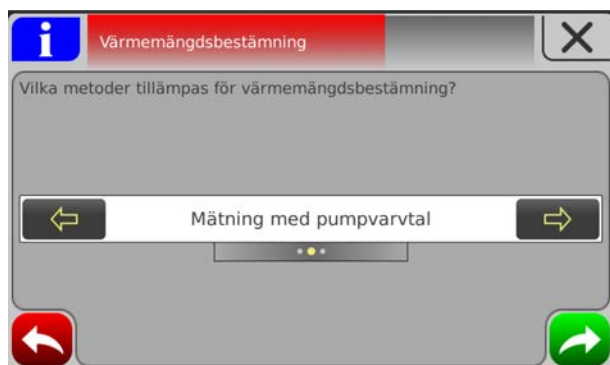 i
Värmemängdsbestämning
Vilka metoder tillämpas för värmemängdsbestämning?
Mätning med pumpvarvtal